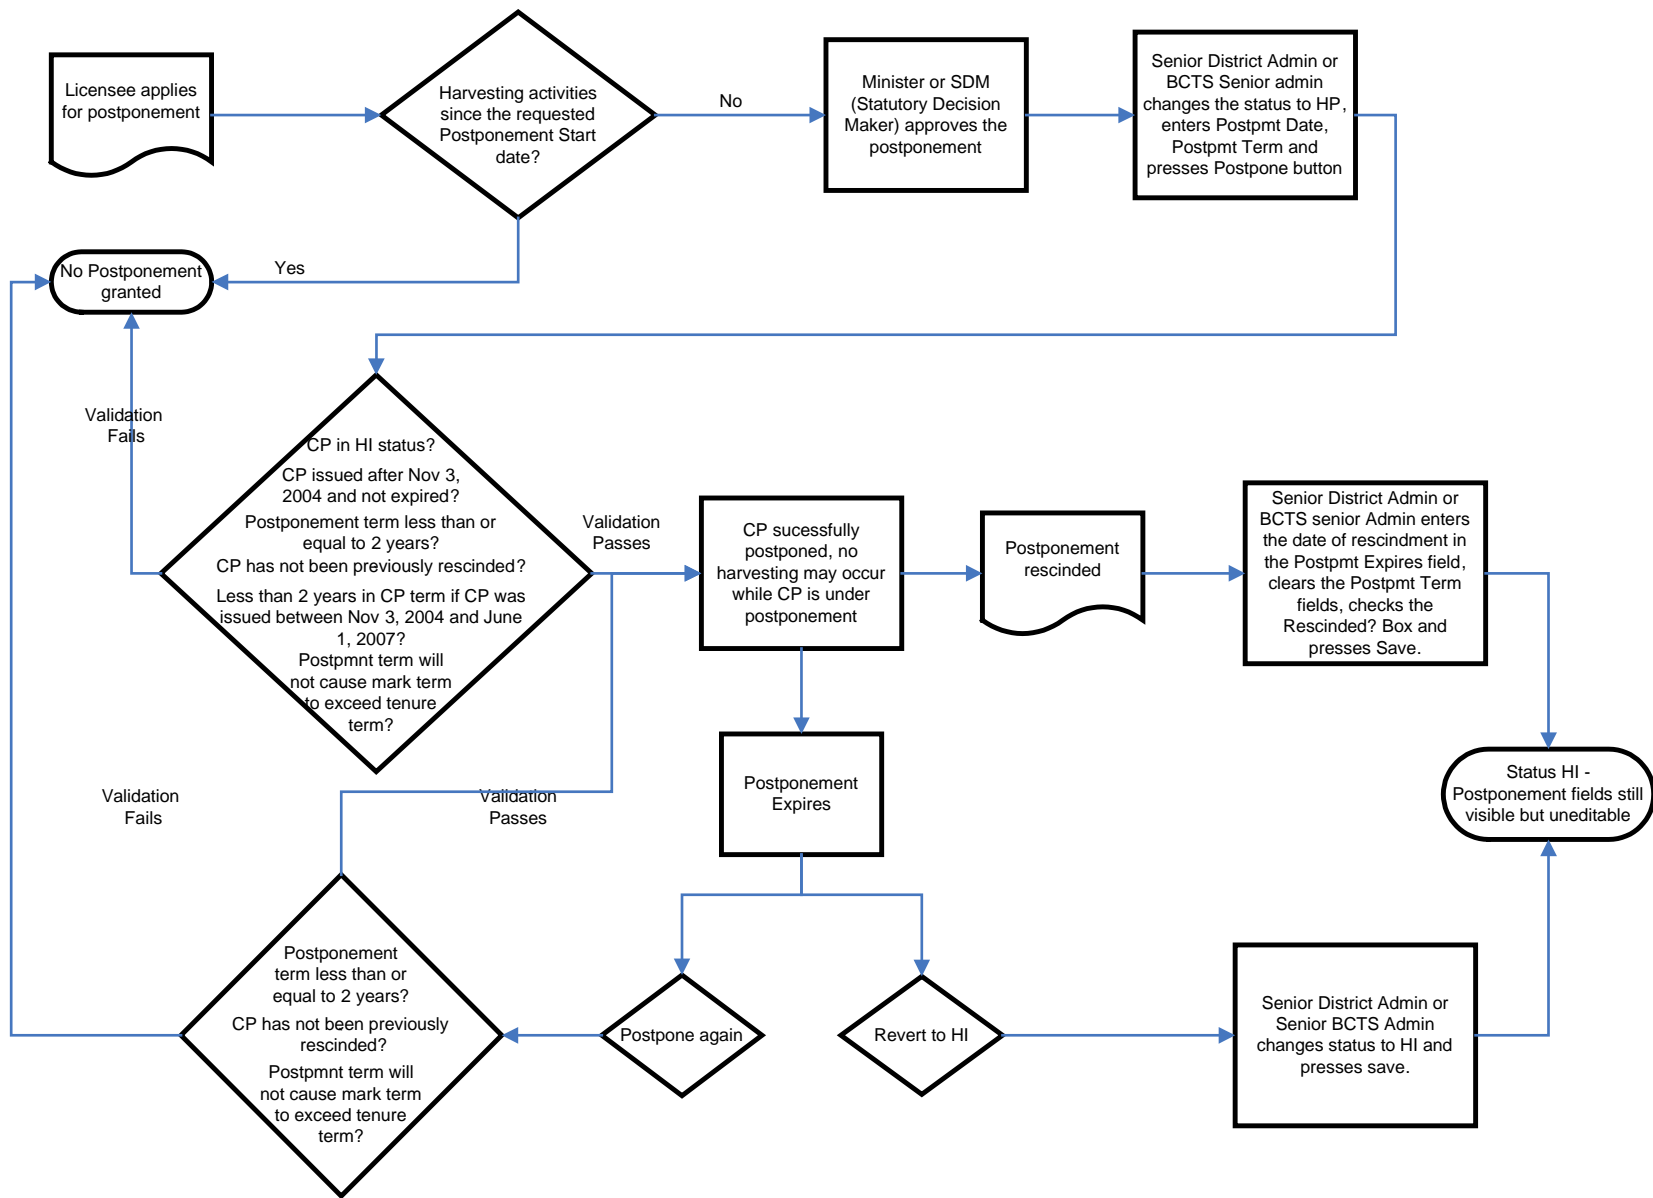 Licensee applies
for postponement
Harvesting activities
since the requested
Postponement Start
date?
No
Minister or SDM
(Statutory Decision
Maker) approves the
postponement
Senior District Admin or
BCTS Senior admin
changes the status to HP,
enters Postpmt Date,
Postpmt Term and
presses Postpone button
No Postponement
granted
Yes
Validation
Fails
CP in HI status?
CP issued after Nov 3,
2004 and not expired?
Postponement term less than or
equal to 2 years?
CP has not been previously rescinded?
Less than 2 years in CP term if CP was
issued between Nov 3, 2004 and June
1, 2007?
Postpmnt term will
not cause mark term
to exceed tenure
term?
Validation
Passes
CP sucessfully
postponed, no
harvesting may occur
while CP is under
postponement
Postponement
rescinded
Senior District Admin or
BCTS senior Admin enters
the date of rescindment in
the Postpmt Expires field,
clears the Postpmt Term
fields, checks the
Rescinded? Box and
presses Save.
Validation
Fails
Validation
Passes
Postponement
Expires
Status HI -
Postponement fields still
visible but uneditable
Postponement
term less than or
equal to 2 years?
CP has not been previously
rescinded?
Postpmnt term will
not cause mark term
to exceed tenure
term?
Postpone again
Revert to HI
Senior District Admin or
Senior BCTS Admin
changes status to HI and
presses save.